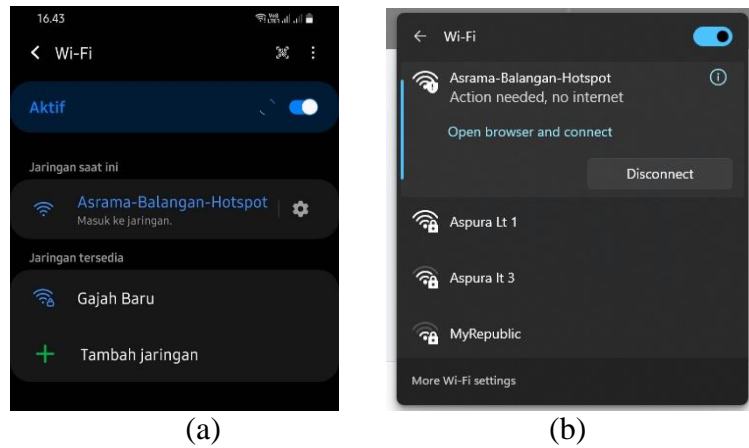 16.43
Wi-Fi
Aktif
Jaringan saat ini
Asrama-Balangan-Hotspot
Masuk ke jaringan.
Jaringan tersedia
Gajah Baru
Tambah jaringan
(a)
Wi-Fi
Asrama-Balangan-Hotspot
Action needed, no internet
Open browser and connect
Disconnect
Aspura Lt 1
Aspura lt 3
MyRepublic
More Wi-Fi settings
(b)